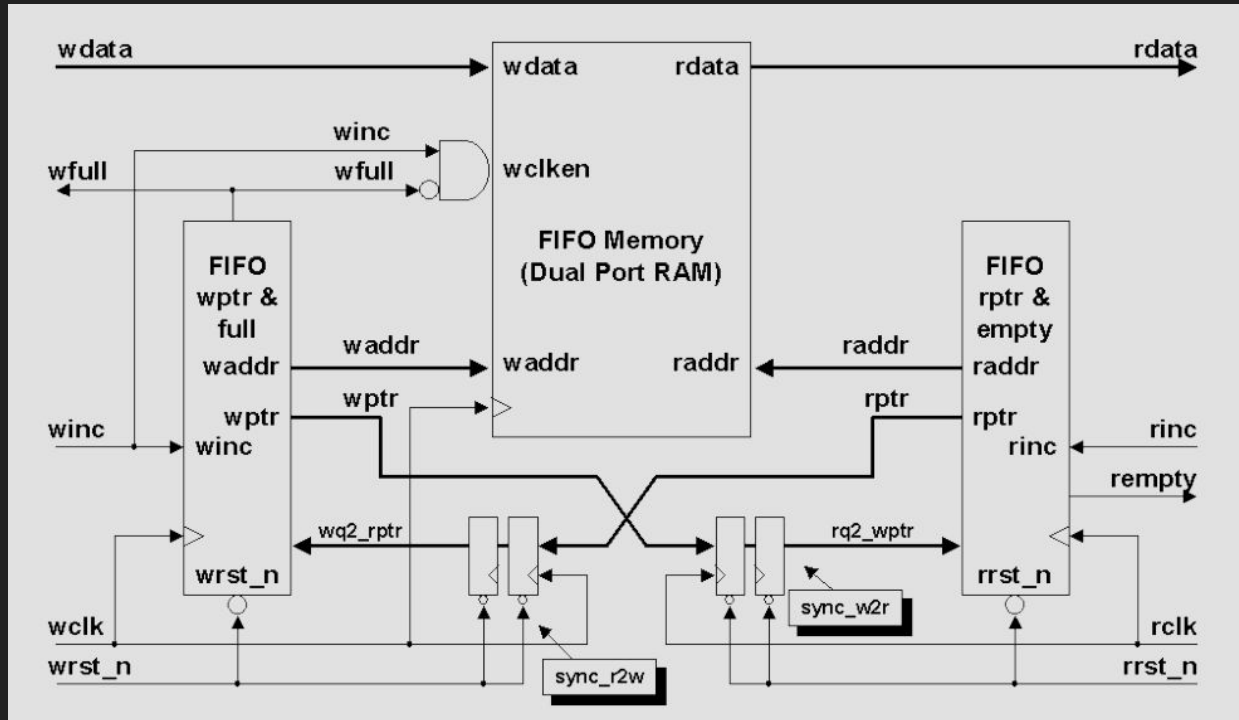 wdata
rdata
wdata
rdata
winc
wfull
wfull
wclken
FIFO Memory
(Dual Port RAM)
FIFO
wptr &
full
FIFO
rptr &
empty
waddr
raddr
waddr
waddr
raddr
raddr
wptr
wptr
rptr
rptr
winc
winc
rinc
rinc
rempty
wq2_rptr
rq2_wptr
wrst_n
rrst_n
sync_w2r
wclk
rclk
wrst_n
sync_r2w
rrst_n